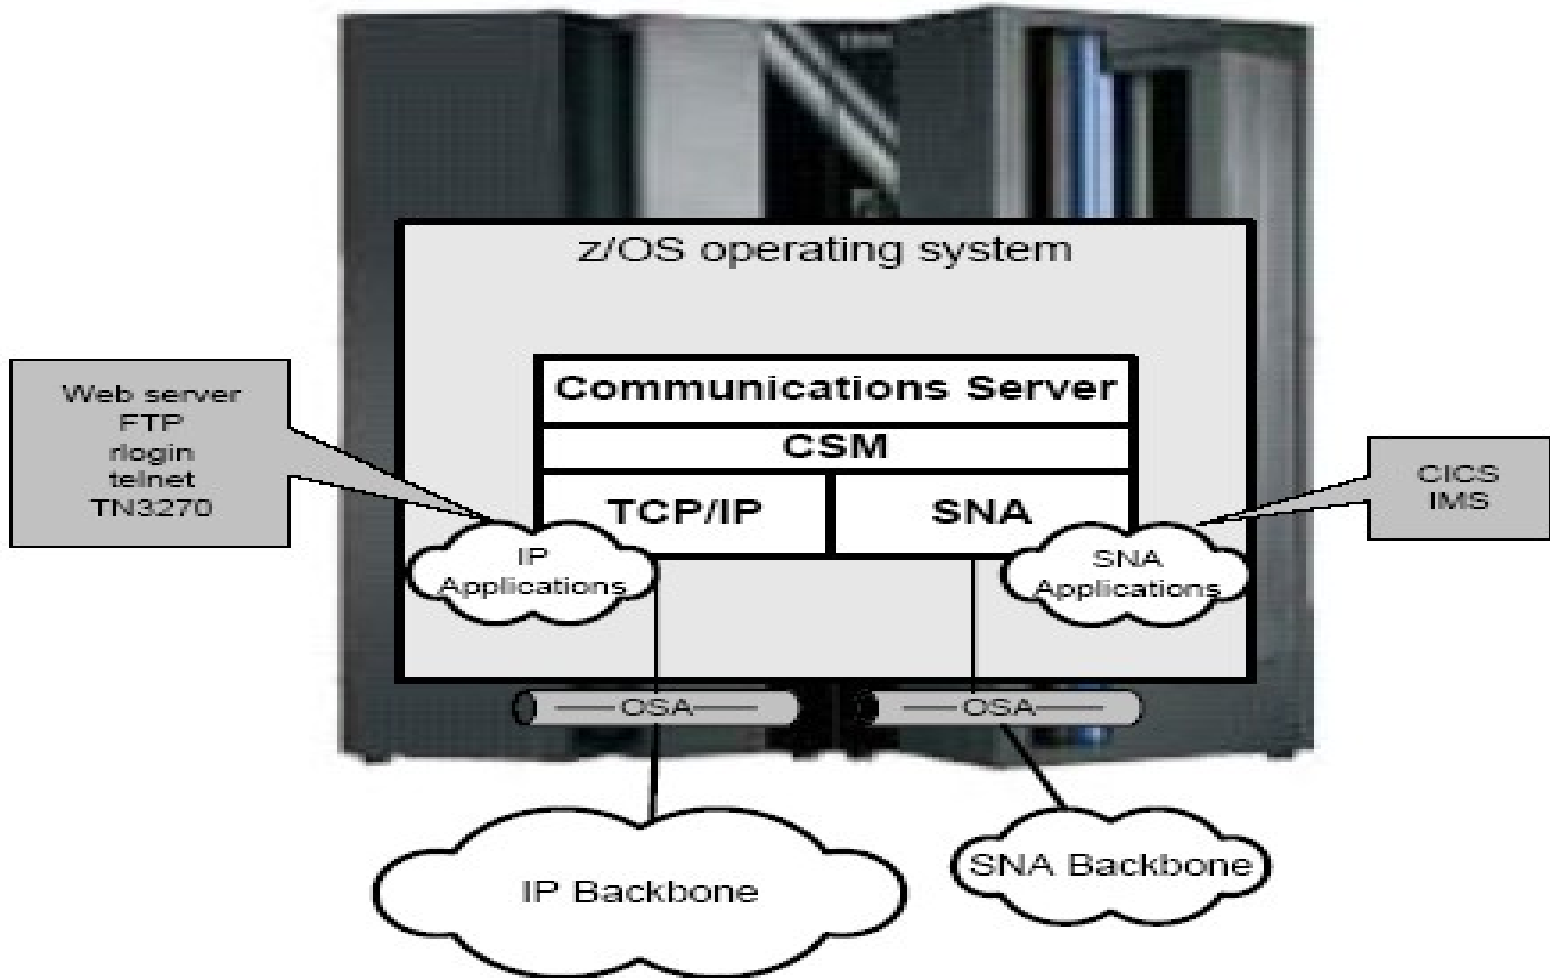 z/OS operating system
Communications Server
CSM
TCP/IP
SNA
Web server
FTP
rlogin
telnet
TN3270
CICS
IMS
IP
Applications
SNA
Applications
OSA
OSA
IP Backbone
SNA Backbone